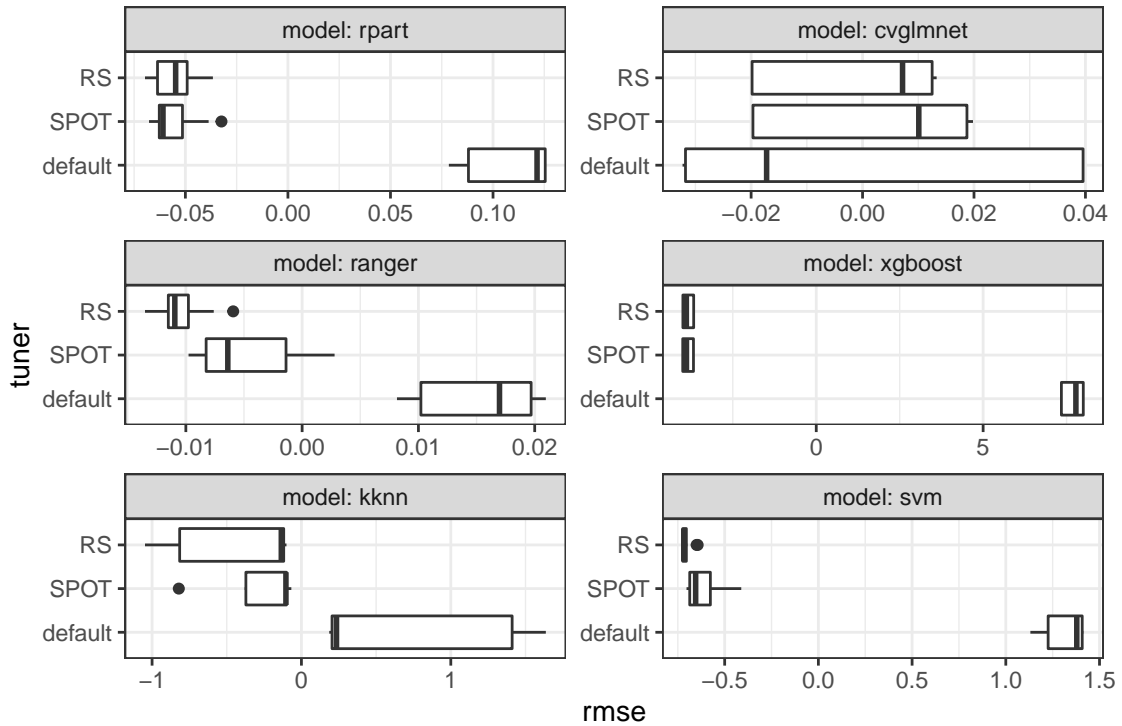 model: rpart
RS
SPOT
default
−0.05 0.00 0.05 0.10
model: cvglmnet
RS
SPOT
default
−0.02 0.00 0.02 0.04
model: ranger
RS
SPOT
default
−0.01 0.00 0.01 0.02
model: xgboost
RS
SPOT
default
0 5
model: kknn
RS
SPOT
default
−1 0 1
model: svm
RS
SPOT
default
−0.5 0.0 0.5 1.0 1.5
tuner
rmse